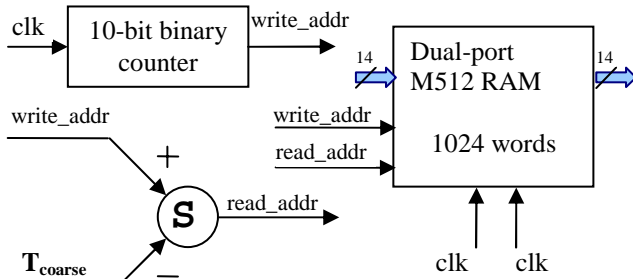 clk
10-bit binary
counter
write_addr
14
Dual-port
M512 RAM
1024 words
14
write_addr
+
S
read_addr
T_coarse
−
write_addr
read_addr
clk
clk